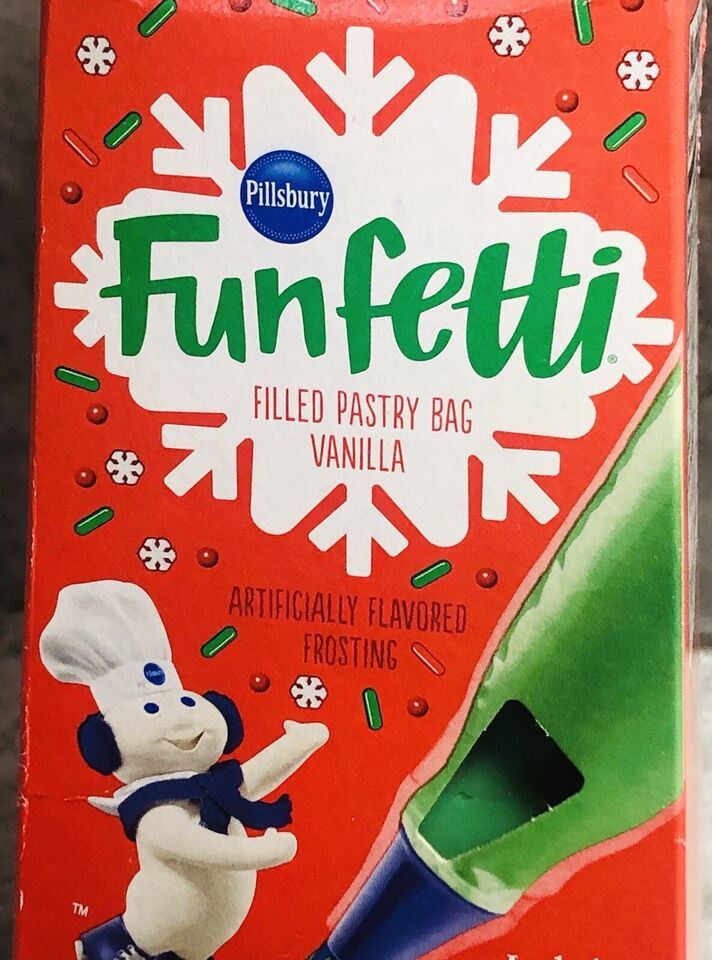 Pillsbury
Funfetti®
FILLED PASTRY BAG
VANILLA
ARTIFICIALLY FLAVORED
FROSTING
TM